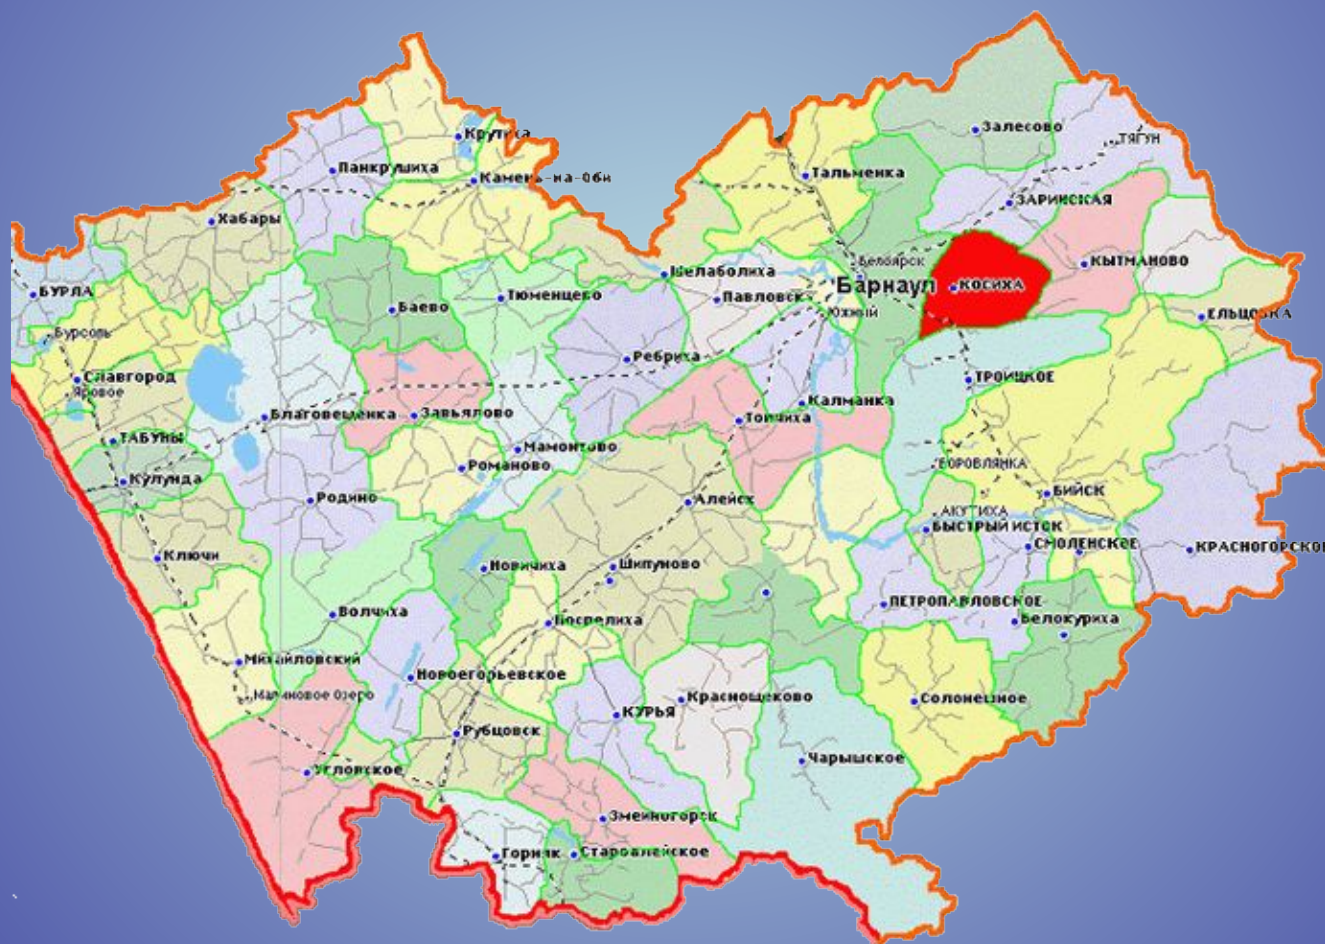 Крутиха
Залесово
ТЯГУН
Панкрушиха
Камень-на-Оби
Тальменка
ЗАРИНСКАЯ
Хабары
Белоярск
КЫТМАНОВО
Шелаболиха
БУРЛА
Баево
Тюменцево
Павловск
Барнаул
КОСИХА
Южный
ЕЛЬЦОВКА
Бурсоль
Ребриха
Славгород
Яровое
ТРОИЦКОЕ
Благовещенка
Завьялово
Калманка
Топчиха
ТАБУНЫ
Мамонтово
Романово
БОРОВЛЯНКА
Кулунда
Родино
Алейск
БИЙСК
АКУТИХА
БЫСТРЫЙ ИСТОК
СМОЛЕНСКОЕ
КРАСНОГОРСКОЕ
Ключи
Новичиха
Шипуново
ПЕТРОПАВЛОВСКОЕ
Волчиха
Поспелиха
Белокуриха
Михайловский
Малиновое Озеро
Новоегорьевское
Краснощеково
Солонешное
КУРЬЯ
Рубцовск
Угловское
Чарышское
Змеиногорск
Горняк
Староалейское